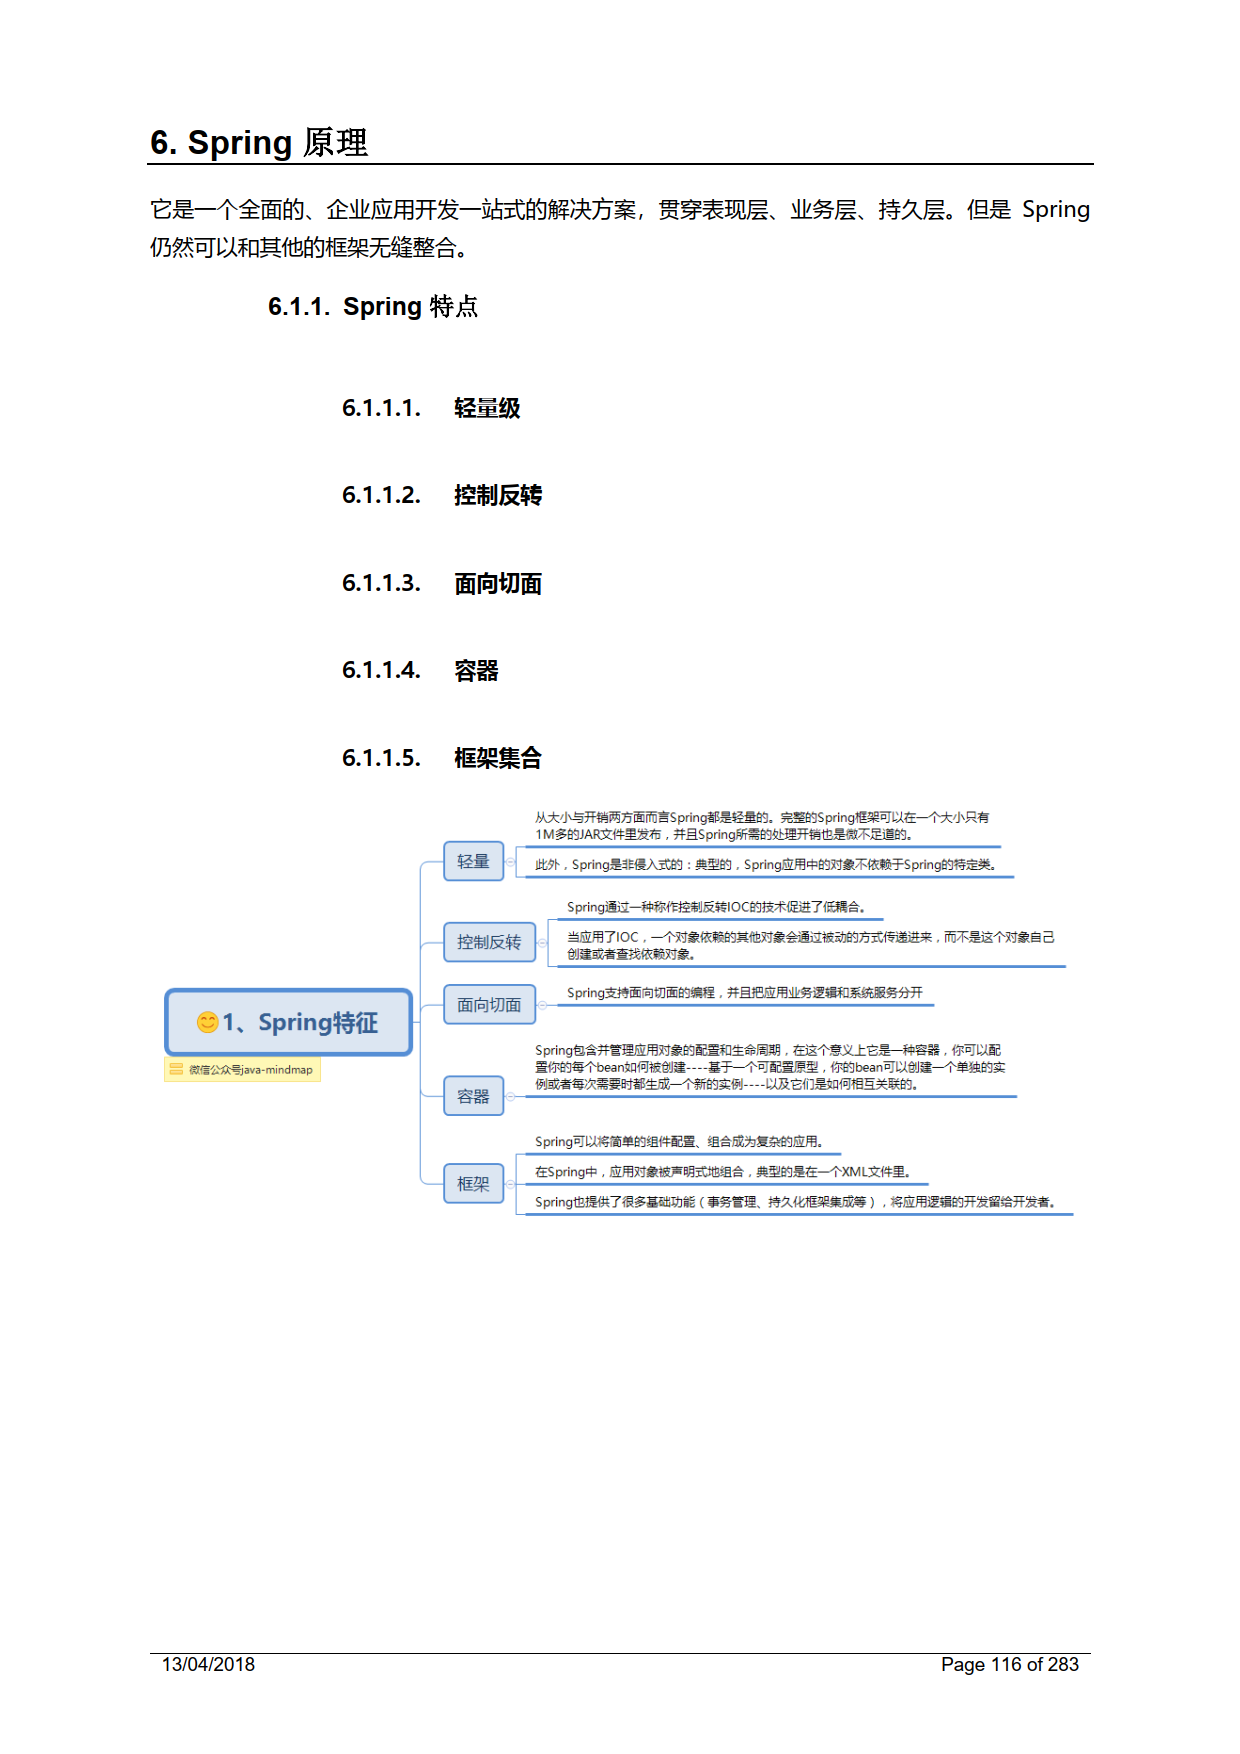 6. Spring 原理
它是一个全面的、企业应用开发一站式的解决方案，贯穿表现层、业务层、持久层。但是 Spring
仍然可以和其他的框架无缝整合。
6.1.1. Spring 特点
6.1.1.1. 轻量级
6.1.1.2. 控制反转
6.1.1.3. 面向切面
6.1.1.4. 容器
6.1.1.5. 框架集合
1、Spring特征
微信公众号java-mindmap
轻量
从大小与开销两方面而言Spring都是轻量的。完整的Spring框架可以在一个大小只有
1M多的JAR文件里发布，并且Spring所需的处理开销也是微不足道的。
此外，Spring是非侵入式的：典型的，Spring应用中的对象不依赖于Spring的特定类。
控制反转
Spring通过一种称作控制反转IOC的技术促进了低耦合。
当应用了IOC，一个对象依赖的其他对象会通过被动的方式传递进来，而不是这个对象自己
创建或者查找依赖对象。
面向切面
Spring支持面向切面的编程，并且把应用业务逻辑和系统服务分开
容器
Spring包含并管理应用对象的配置和生命周期，在这个意义上它是一种容器，你可以配
置你的每个bean如何被创建----基于一个可配置原型，你的bean可以创建一个单独的实
例或者每次需要时都生成一个新的实例----以及它们是如何相互关联的。
框架
Spring可以将简单的组件配置、组合成为复杂的应用。
在Spring中，应用对象被声明式地组合，典型的是在一个XML文件里。
Spring也提供了很多基础功能（事务管理、持久化框架集成等），将应用逻辑的开发留给开发者。
13/04/2018 Page 116 of 283